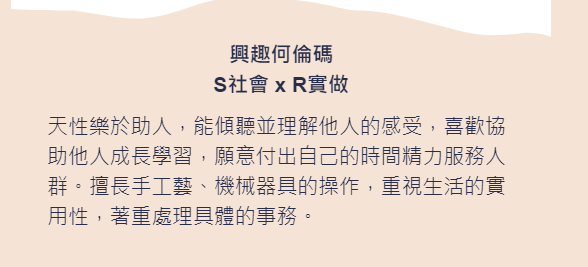 興趣何倫碼
S社會 x R實做
天性樂於助人，能傾聽並理解他人的感受，喜歡協
助他人成長學習，願意付出自己的時間精力服務人
群。擅長手工藝、機械器具的操作，重視生活的實
用性，著重處理具體的事務。